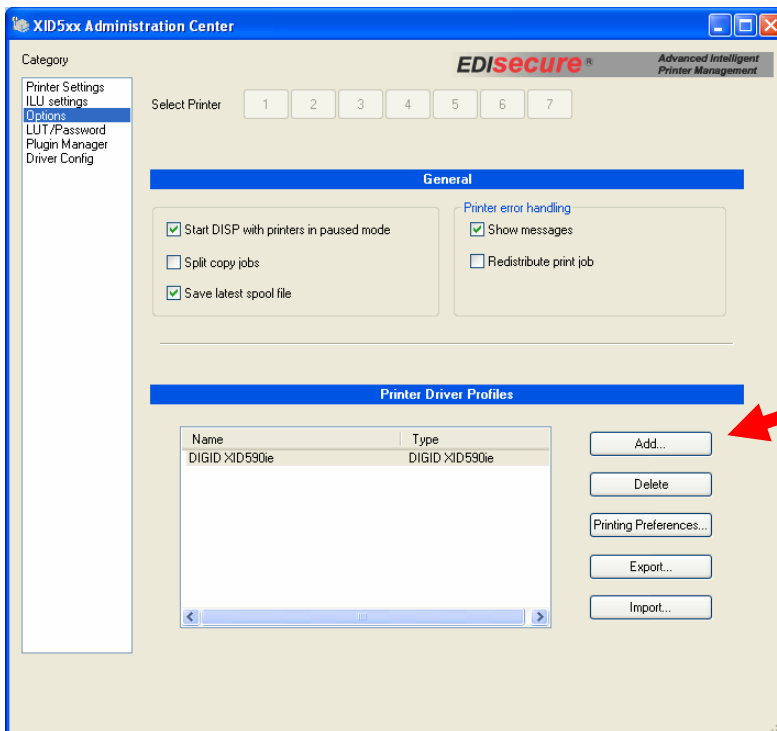 XID5xx Administration Center
Category
EDIsecure ®
Advanced Intelligent
Printer Management
Printer Settings
ILU settings
Options
LUT/Password
Plugin Manager
Driver Config
Select Printer 1 2 3 4 5 6 7
General
Start DISP with printers in paused mode
Split copy jobs
Save latest spool file
Printer error handling
Show messages
Redistribute print job
Printer Driver Profiles
Name Type
DIGID XID590ie DIGID XID590ie
Add...
Delete
Printing Preferences...
Export...
Import...